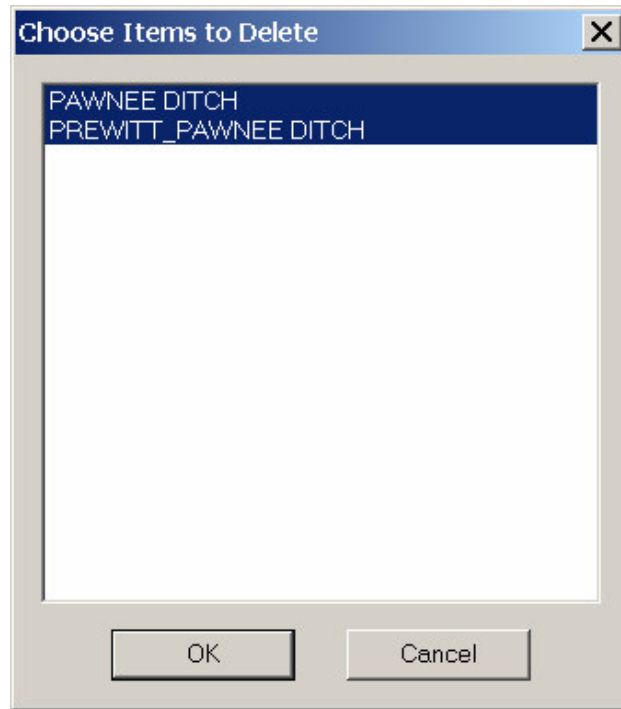 Choose Items to Delete
PAWNEE DITCH
PREWITT_PAWNEE DITCH
OK
Cancel